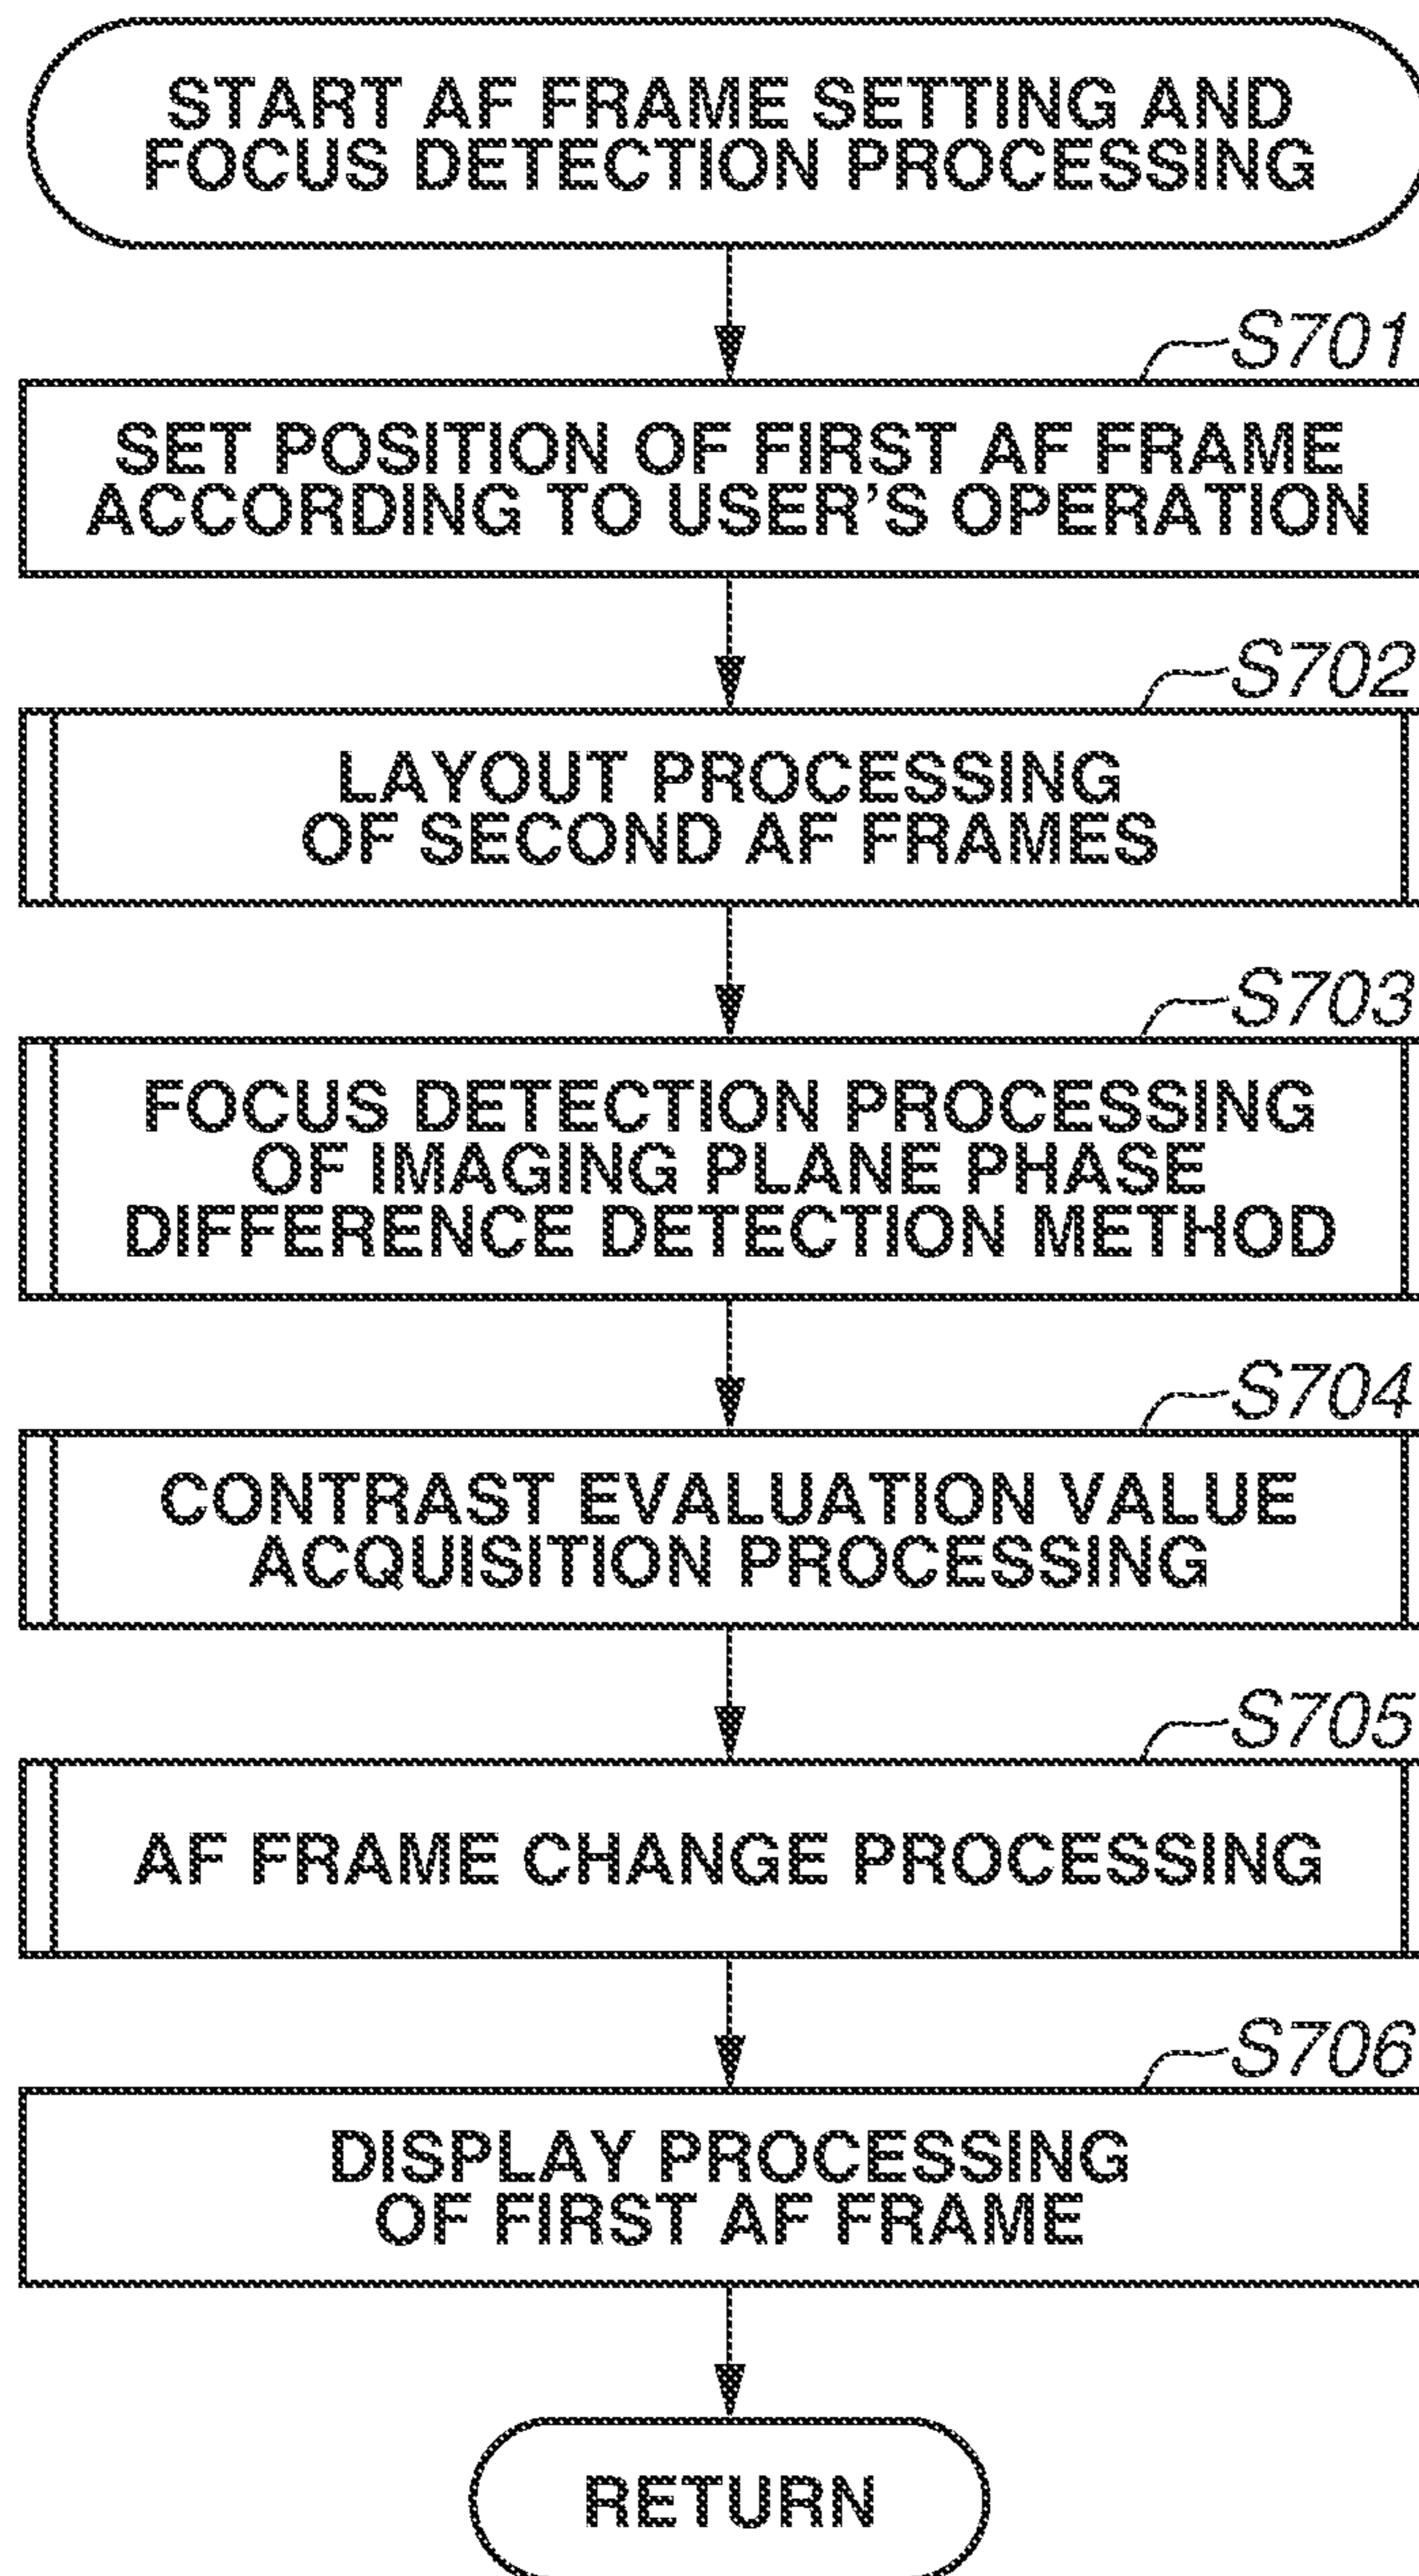 START AF FRAME SETTING AND
FOCUS DETECTION PROCESSING
S701
SET POSITION OF FIRST AF FRAME
ACCORDING TO USER'S OPERATION
S702
LAYOUT PROCESSING
OF SECOND AF FRAMES
S703
FOCUS DETECTION PROCESSING
OF IMAGING PLANE PHASE
DIFFERENCE DETECTION METHOD
S704
CONTRAST EVALUATION VALUE
ACQUISITION PROCESSING
S705
AF FRAME CHANGE PROCESSING
S706
DISPLAY PROCESSING
OF FIRST AF FRAME
RETURN